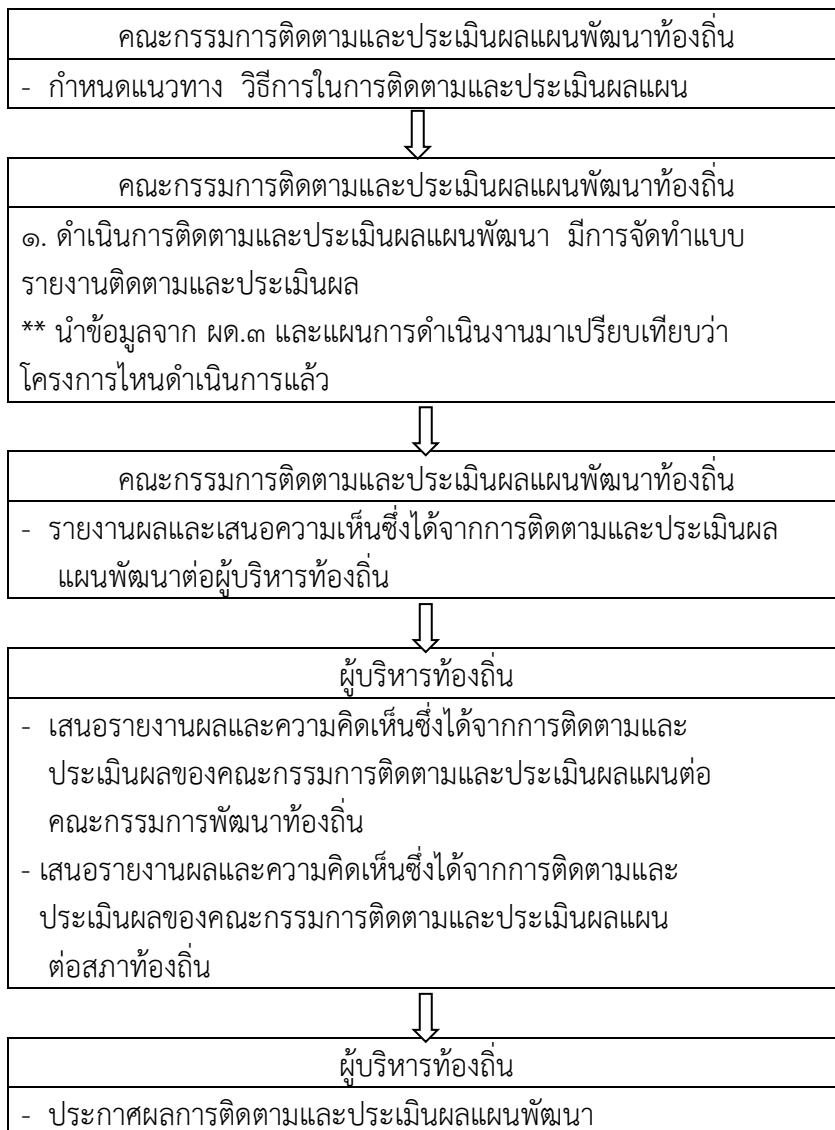 คณะกรรมการติดตามและประเมินผลแผนพัฒนาท้องถิ่น
- กำหนดแนวทาง วิธีการในการติดตามและประเมินผลแผน
คณะกรรมการติดตามและประเมินผลแผนพัฒนาท้องถิ่น
๑. ดำเนินการติดตามและประเมินผลแผนพัฒนา มีการจัดทำแบบ
รายงานติดตามและประเมินผล
** นำข้อมูลจาก ผด.๓ และแผนการดำเนินงานมาเปรียบเทียบว่า
โครงการไหนดำเนินการแล้ว
คณะกรรมการติดตามและประเมินผลแผนพัฒนาท้องถิ่น
- รายงานผลและเสนอความเห็นซึ่งได้จากการติดตามและประเมินผล
แผนพัฒนาต่อผู้บริหารท้องถิ่น
ผู้บริหารท้องถิ่น
- เสนอรายงานผลและความคิดเห็นซึ่งได้จากการติดตามและ
ประเมินผลของคณะกรรมการติดตามและประเมินผลแผนต่อ
คณะกรรมการพัฒนาท้องถิ่น
- เสนอรายงานผลและความคิดเห็นซึ่งได้จากการติดตามและ
ประเมินผลของคณะกรรมการติดตามและประเมินผลแผน
ต่อสภาท้องถิ่น
ผู้บริหารท้องถิ่น
- ประกาศผลการติดตามและประเมินผลแผนพัฒนา